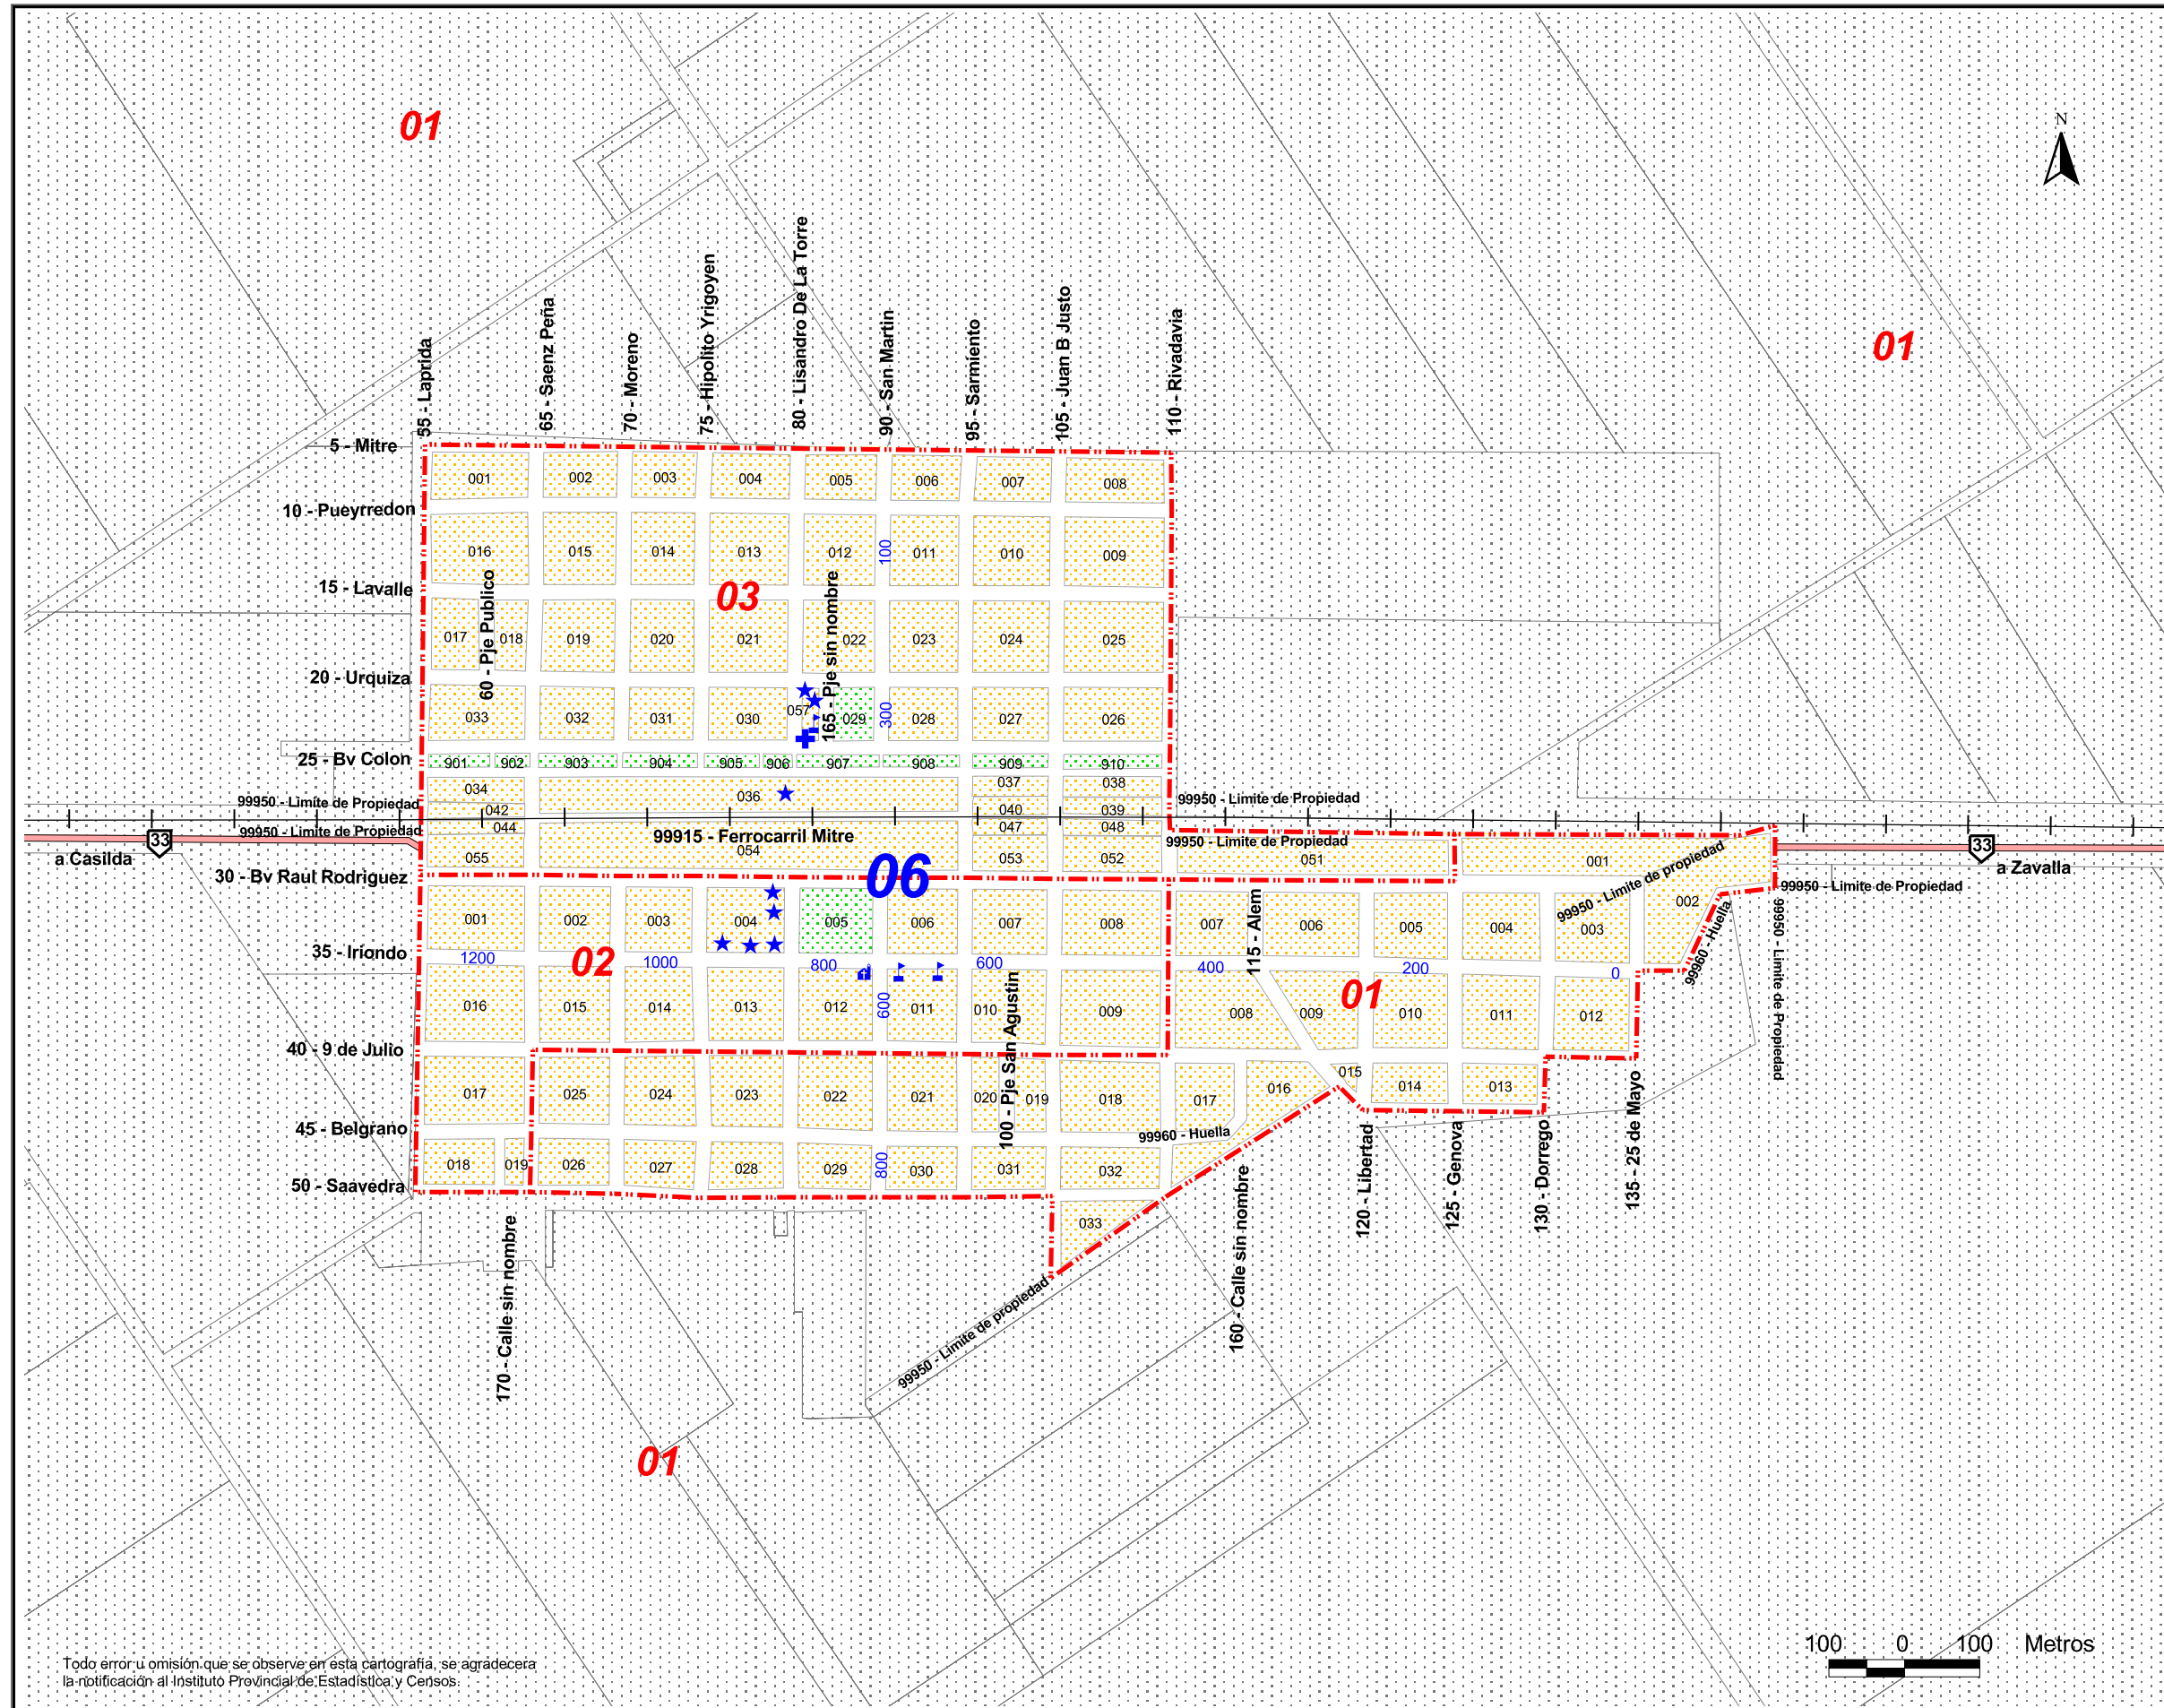 01
N
01
55 - Laprida
65 - Saenz Peña
70 - Moreno
75 - Hipolito Yrigoyen
80 - Lisandro De La Torre
90 - San Martin
95 - Sarmiento
105 - Juan B Justo
110 - Rivadavia
5 - Mitre
001 002 003 004 005 006 007 008
10 - Pueyrredon
016 015 014 013 012 100 011 010 009
15 - Lavalle
60 - Pje Publico
03
165 - Pje sin nombre
017 018 019 020 021 022 023 024 025
20 - Urquiza
033 032 031 030 057 029 300 028 027 026
25 - Bv Colon
901 902 903 904 905 906 907 908 909 910
034 036 037 038
99950 - Limite de Propiedad
042 040 039
99950 - Limite de Propiedad
99950 - Limite de Propiedad
044 047 048
99915 - Ferrocarril Mitre
99950 - Limite de Propiedad
33
a Casilda
055 054 053 052 051 001
33
a Zavalla
06
30 - Bv Raul Rodriguez
99950 - Limite de propiedad
99950 - Limite de Propiedad
001 002 003 004 005 006 007 008 007 006 005 004 003 002
115 - Alem
99960 - Huella
99950 - Limite de Propiedad
35 - Iriondo
02
1200 1000 800 600 400 200 0
01
016 015 014 013 012 600 011 010 009 008 009 010 011 012
100 - Pje San Agustin
40 - 9 de Julio
017 025 024 023 022 021 020 019 018 017 016 015 014 013
45 - Belgrano
99960 - Huella
018 019 026 027 028 029 800 030 031 032
50 - Saavedra
033
170 - Calle sin nombre
160 - Calle sin nombre
120 - Libertad
125 - Genova
130 - Dorrego
135 - 25 de Mayo
99950 - Limite de propiedad
01
100 0 100 Metros
Todo error u omisión que se observe en esta cartografía, se agradecera
la notificación al Instituto Provincial de Estadística y Censos.